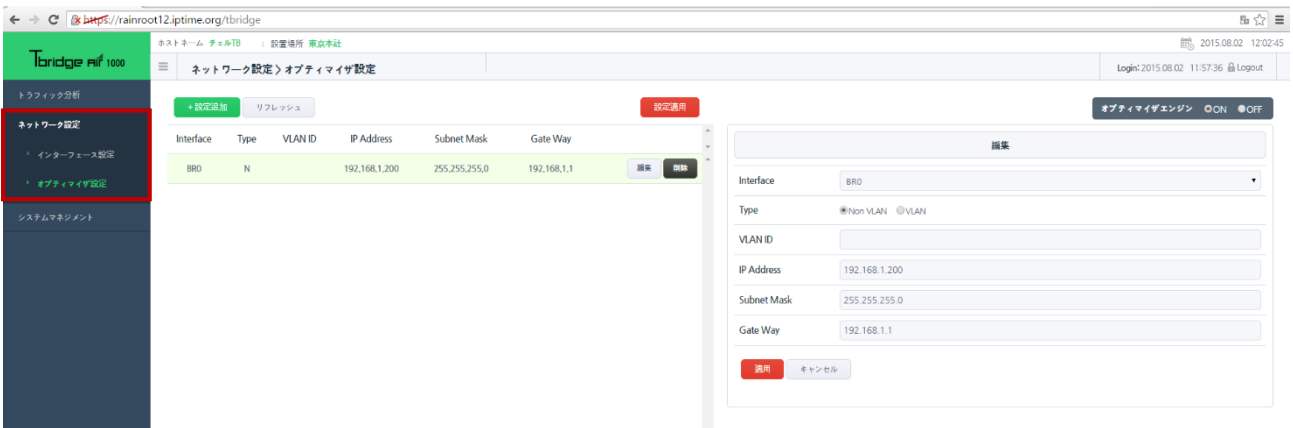 https://rainroot12.iptime.org/tbridge
Tbridge Air 1000
ホストネーム チェルTB : 設置場所 東京本社
2015.08.02 12:02:45
ネットワーク設定 〉オプティマイザ設定
Login: 2015.08.02 11:57:36 Logout
トラフィック分析
ネットワーク設定
インターフェース設定
オプティマイザ設定
システムマネジメント
+ 設定追加 リフレッシュ 設定適用
Interface Type VLAN ID IP Address Subnet Mask Gate Way
BR0 N 192,168,1,200 255,255,255,0 192,168,1,1 編集 削除
オプティマイザエンジン ON OFF
編集
Interface BR0
Type Non VLAN VLAN
VLAN ID
IP Address 192.168.1.200
Subnet Mask 255.255.255.0
Gate Way 192.168.1.1
適用 キャンセル